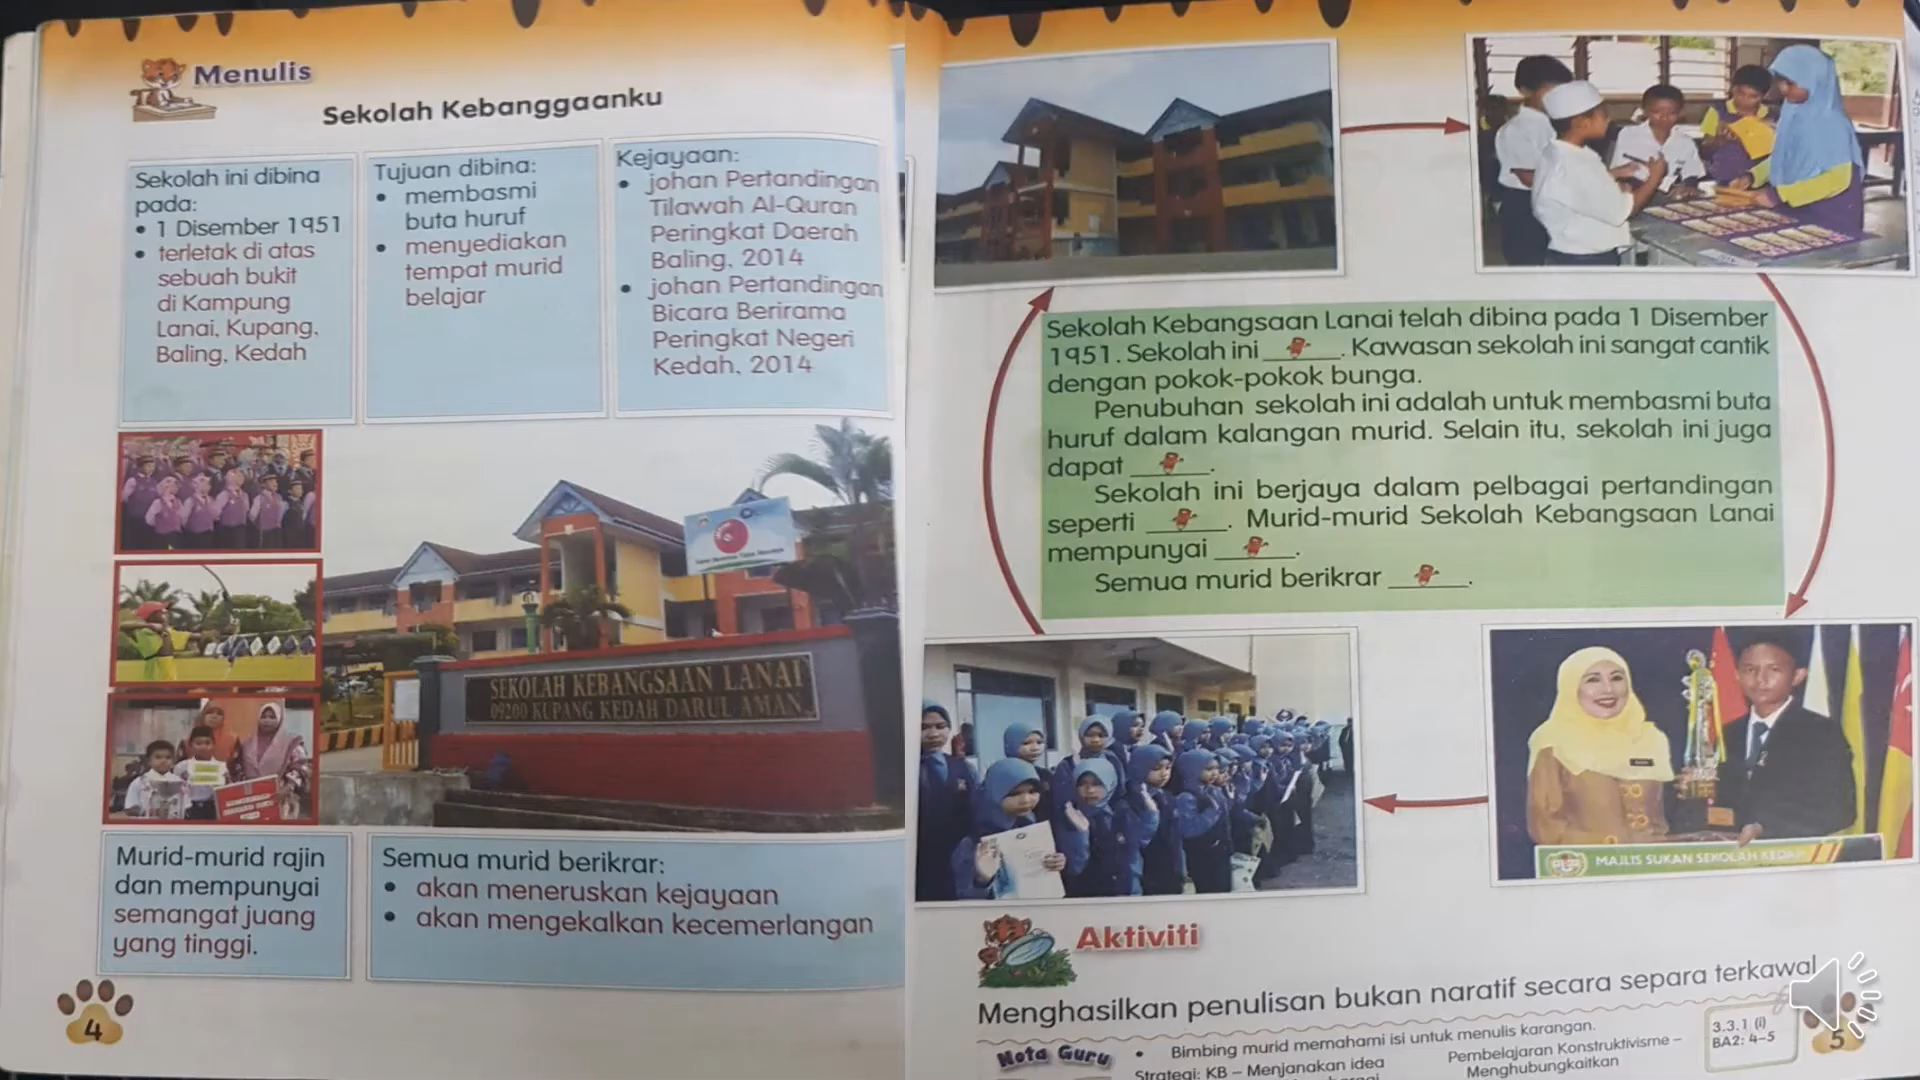 Menulis
Sekolah Kebanggaanku
Sekolah ini dibina
pada:
• 1 Disember 1951
• terletak di atas
sebuah bukit
di Kampung
Lanai, Kupang,
Baling, Kedah
Tujuan dibina:
• membasmi
buta huruf
• menyediakan
tempat murid
belajar
Kejayaan:
• johan Pertandingan
Tilawah Al-Quran
Peringkat Daerah
Baling, 2014
• johan Pertandingan
Bicara Berirama
Peringkat Negeri
Kedah, 2014
SEKOLAH KEBANGSAAN LANAI
09200 KUPANG KEDAH DARUL AMAN
Murid-murid rajin
dan mempunyai
semangat juang
yang tinggi.
Semua murid berikrar:
• akan meneruskan kejayaan
• akan mengekalkan kecemerlangan
4
Sekolah Kebangsaan Lanai telah dibina pada 1 Disember
1951. Sekolah ini ______. Kawasan sekolah ini sangat cantik
dengan pokok-pokok bunga.
Penubuhan sekolah ini adalah untuk membasmi buta
huruf dalam kalangan murid. Selain itu, sekolah ini juga
dapat ______.
Sekolah ini berjaya dalam pelbagai pertandingan
seperti ______. Murid-murid Sekolah Kebangsaan Lanai
mempunyai ______.
Semua murid berikrar ______.
MAJLIS SUKAN SEKOLAH KEDAH
Aktiviti
Menghasilkan penulisan bukan naratif secara separa terkawal
Nota Guru
• Bimbing murid memahami isi untuk menulis karangan.
Strategi: KB – Menjanakan idea
Pembelajaran Konstruktivisme –
Menghubungkaitkan
3.3.1 (i)
BA2: 4–5
5